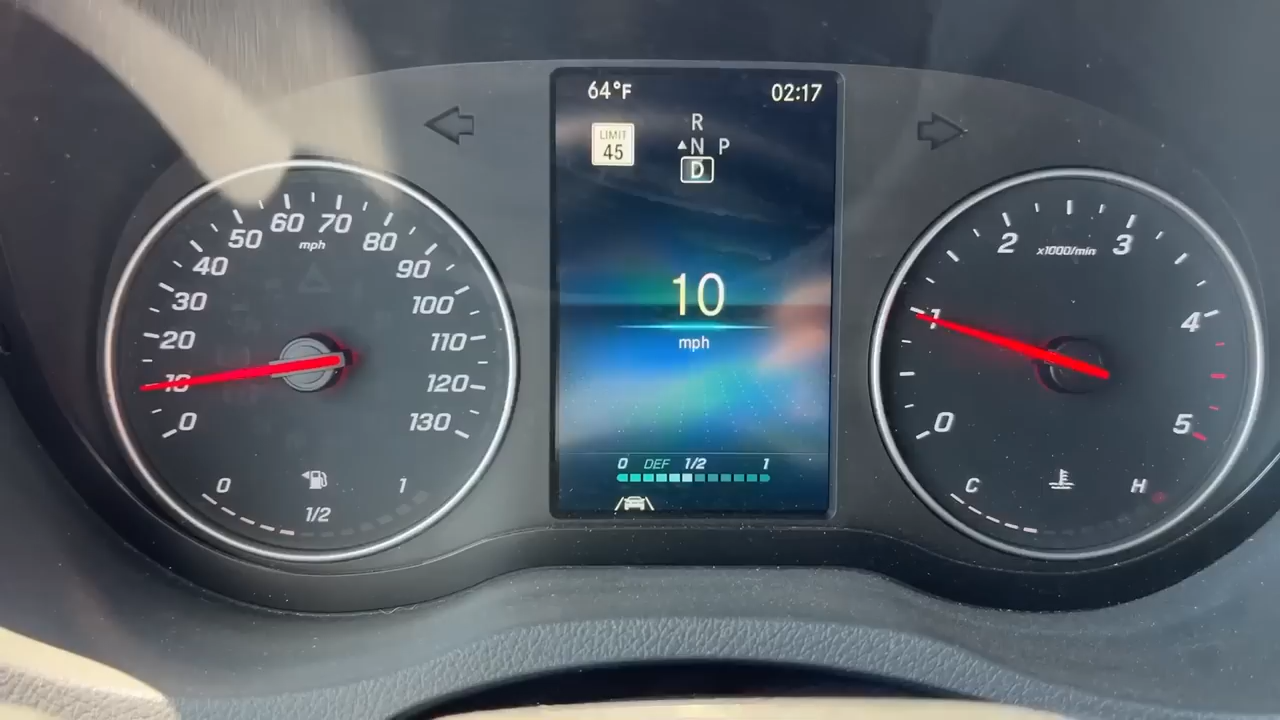 64°F 02:17
LIMIT
45
R
▲N P
D
10
mph
0 DEF 1/2 1
0
10
20
30
40
50
60
70
80
90
100
110
120
130
mph
0
1/2
1
0
1
2
3
4
5
x1000/min
C H